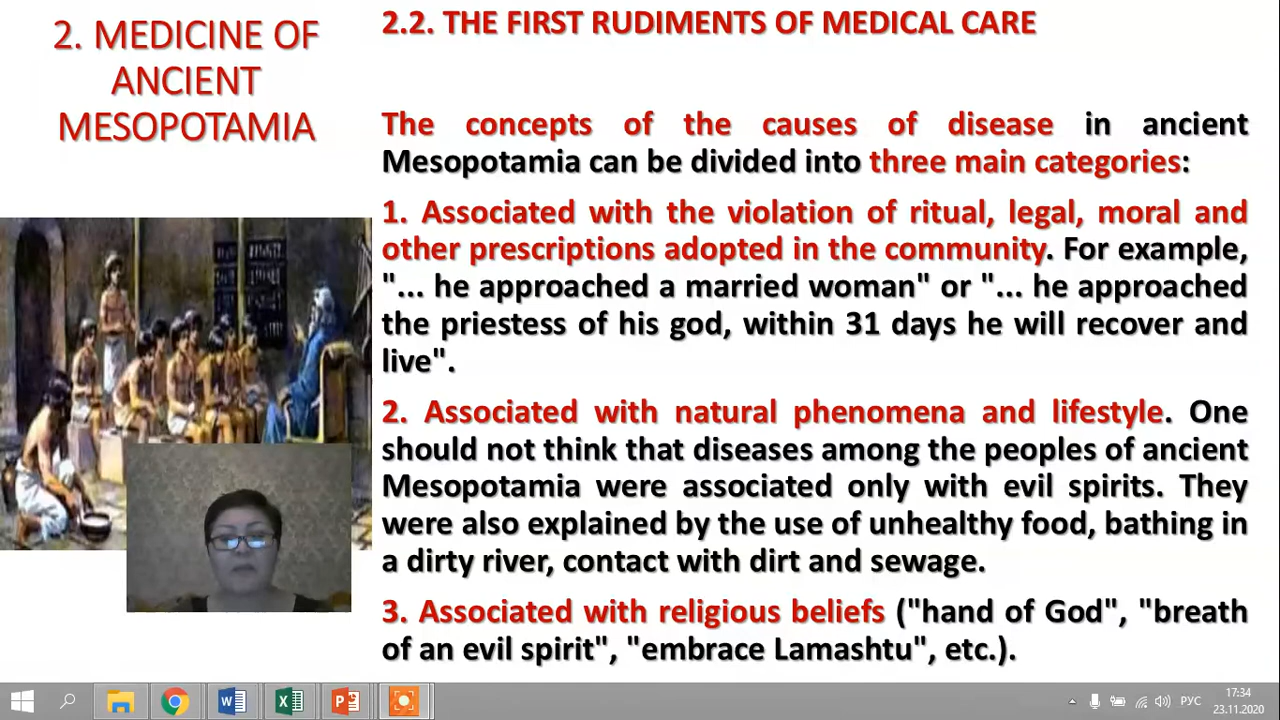 2. MEDICINE OF
ANCIENT
MESOPOTAMIA
2.2. THE FIRST RUDIMENTS OF MEDICAL CARE
The concepts of the causes of disease in ancient
Mesopotamia can be divided into three main categories:
1. Associated with the violation of ritual, legal, moral and
other prescriptions adopted in the community. For example,
"... he approached a married woman" or "... he approached
the priestess of his god, within 31 days he will recover and
live".
2. Associated with natural phenomena and lifestyle. One
should not think that diseases among the peoples of ancient
Mesopotamia were associated only with evil spirits. They
were also explained by the use of unhealthy food, bathing in
a dirty river, contact with dirt and sewage.
3. Associated with religious beliefs ("hand of God", "breath
of an evil spirit", "embrace Lamashtu", etc.).
РУС
17:34
23.11.2020